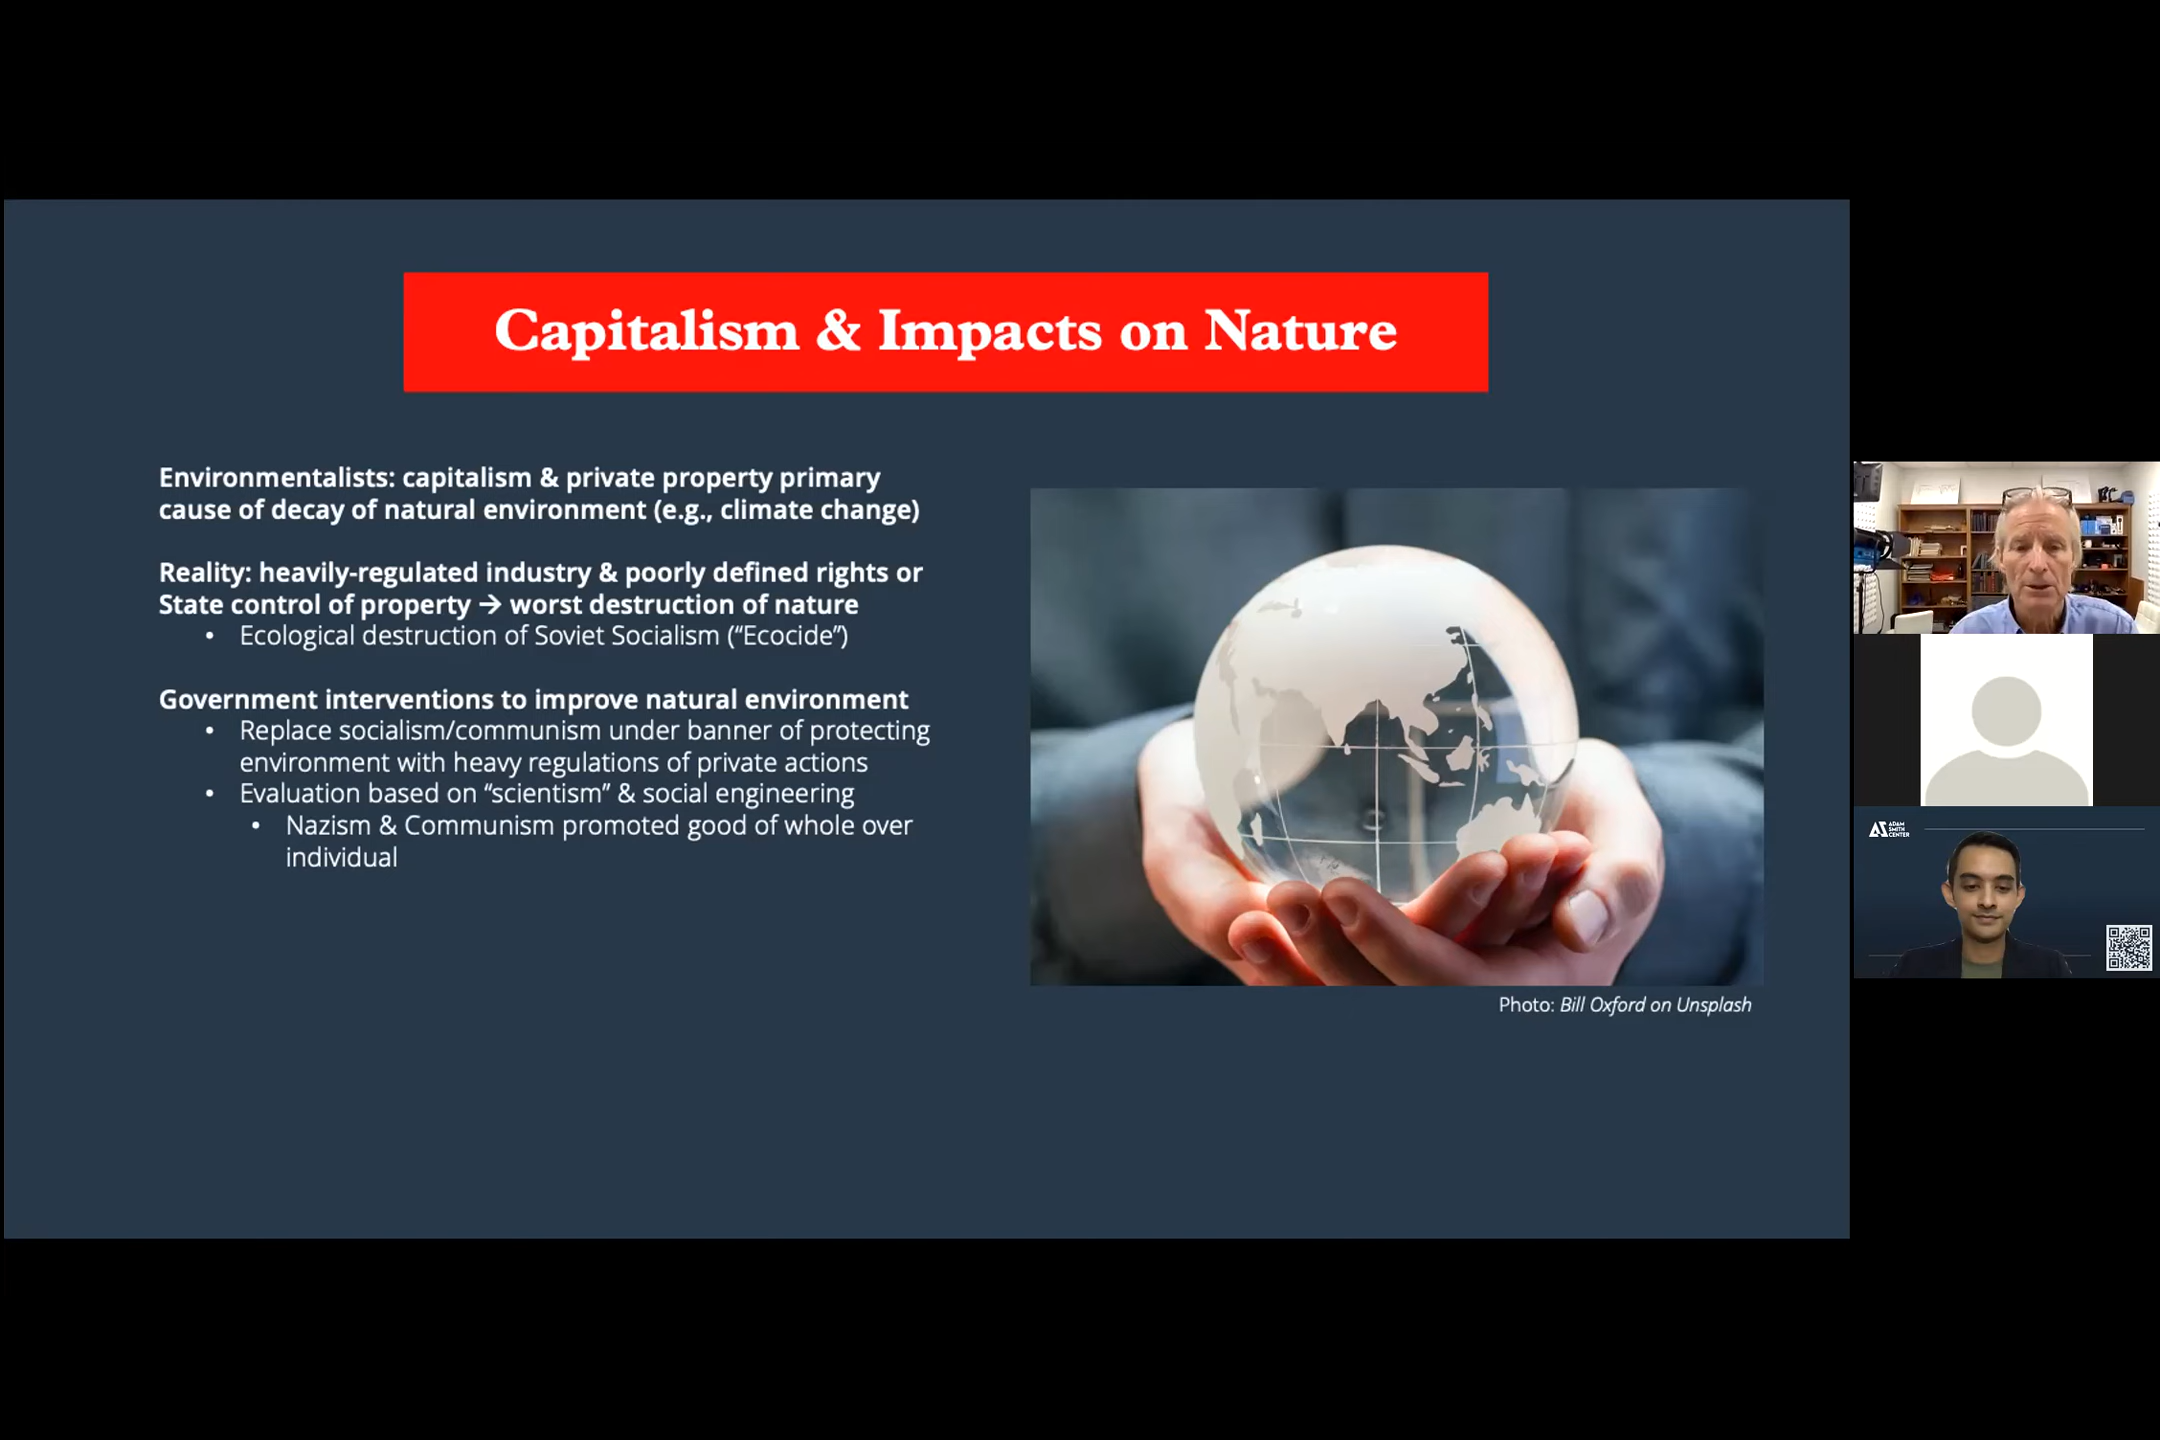 Capitalism & Impacts on Nature
Environmentalists: capitalism & private property primary
cause of decay of natural environment (e.g., climate change)
Reality: heavily-regulated industry & poorly defined rights or
State control of property → worst destruction of nature
• Ecological destruction of Soviet Socialism (“Ecocide”)
Government interventions to improve natural environment
• Replace socialism/communism under banner of protecting
environment with heavy regulations of private actions
• Evaluation based on “scientism” & social engineering
• Nazism & Communism promoted good of whole over
individual
Photo: Bill Oxford on Unsplash
ADAM
SMITH
CENTER